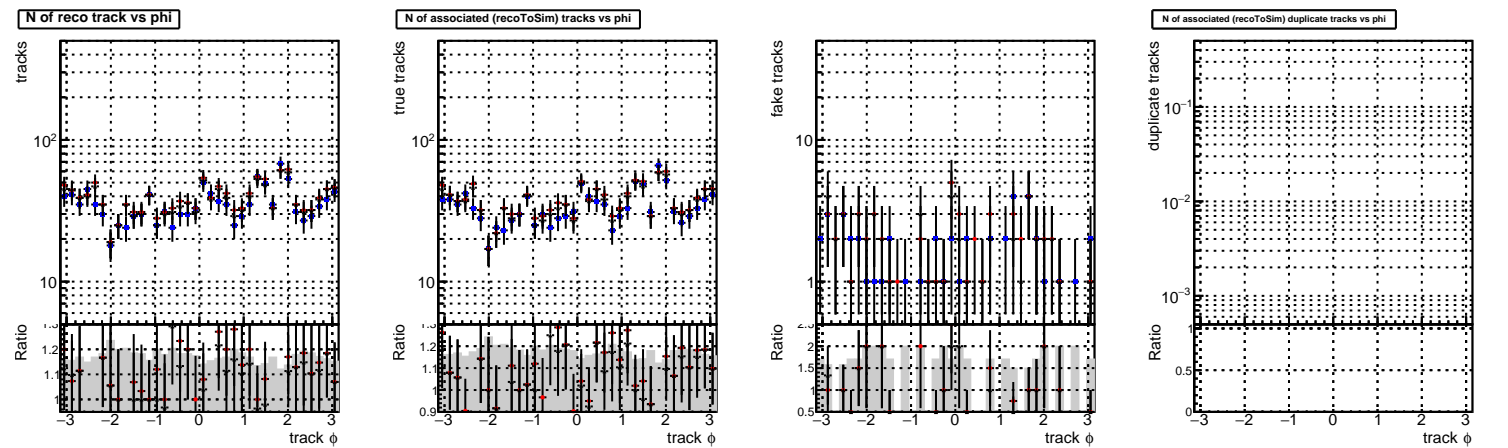 N of reco track vs phi
tracks
10²
10
Ratio
1.3
1.2
1.1
1
−3 −2 −1 0 1 2 3
track φ
N of associated (recoToSim) tracks vs phi
true tracks
10²
10
Ratio
1.3
1.2
1.1
1
0.9
−3 −2 −1 0 1 2 3
track φ
fake tracks
10
1
Ratio
2.5
2
1.5
1
0.5
−3 −2 −1 0 1 2 3
track φ
N of associated (recoToSim) duplicate tracks vs phi
duplicate tracks
10⁻¹
10⁻²
10⁻³
Ratio
1
0.5
0
−3 −2 −1 0 1 2 3
track φ